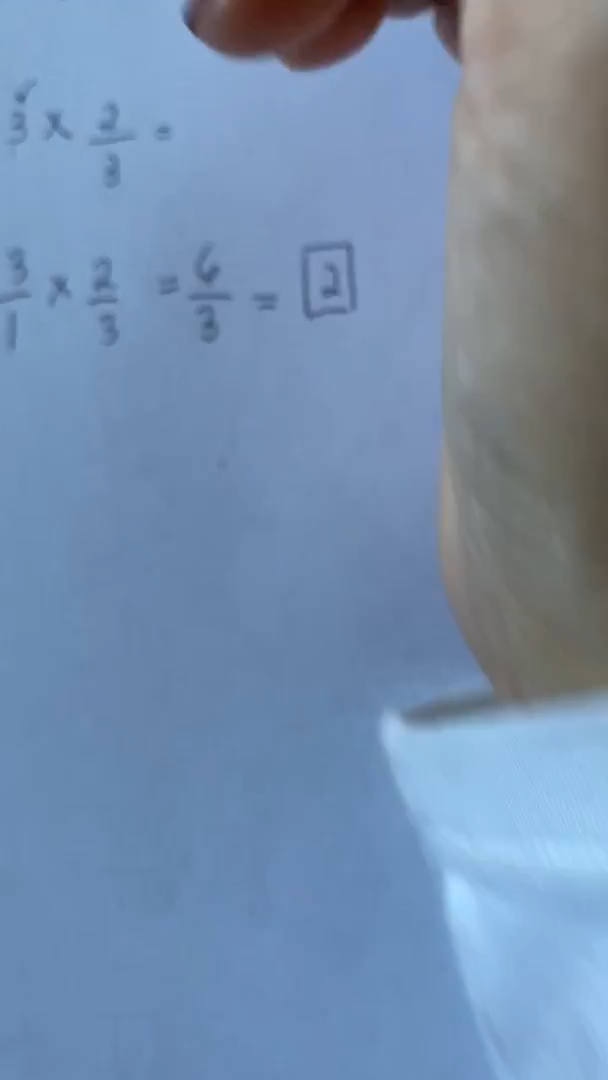 3 × 2/3 =
3/1 × 2/3 = 6/3 = 2